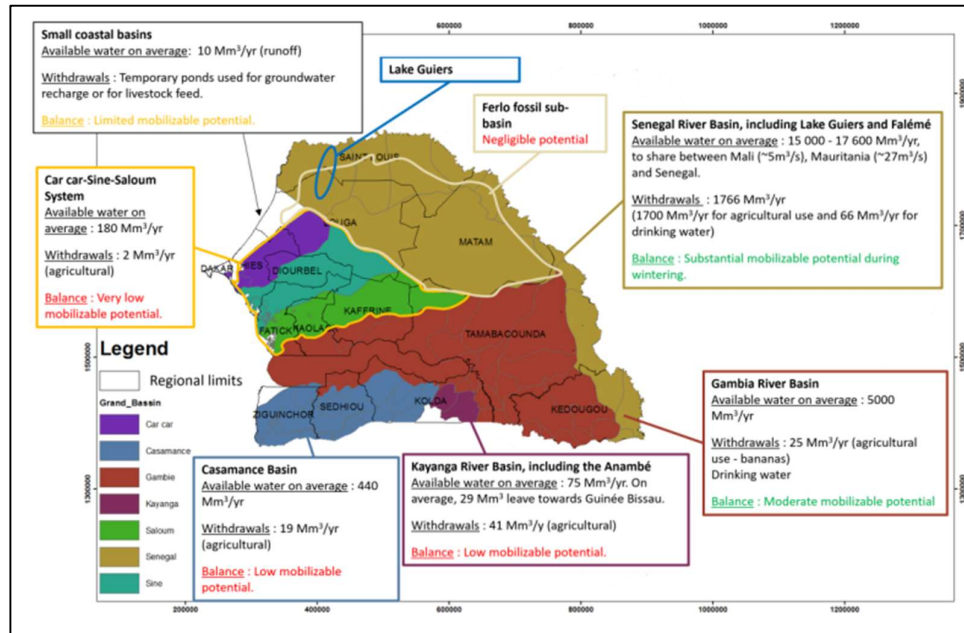 600000
800000
1000000
1200000
Small coastal basins
Available water on average: 10 Mm³/yr (runoff)
Withdrawals : Temporary ponds used for groundwater
recharge or for livestock feed.
Balance : Limited mobilizable potential.
Lake Guiers
Ferlo fossil sub-
basin
Negligible potential
Senegal River Basin, including Lake Guiers and Falémé
Available water on average : 15 000 - 17 600 Mm³/yr,
to share between Mali (~5m³/s), Mauritania (~27m³/s)
and Senegal.
Withdrawals : 1766 Mm³/yr
(1700 Mm³/yr for agricultural use and 66 Mm³/yr for
drinking water)
Balance : Substantial mobilizable potential during
wintering.
Car car-Sine-Saloum
System
Available water on
average : 180 Mm³/yr
Withdrawals : 2 Mm³/yr
(agricultural)
Balance : Very low
mobilizable potential.
1900000
1700000
1500000
1300000
SAINT LOUIS
MATAM
DAKAR
DIOURBEL
FATICK
KAFFRINE
TAMABACOUNDA
ZIGUINCHOR
SEDHIOU
KOLDA
KEDOUGOU
1500000
1300000
Legend
Regional limits
Grand_Bassin
Car car
Casamance
Gambie
Kayanga
Saloum
Senegal
Sine
Gambia River Basin
Available water on average : 5000
Mm³/yr
Withdrawals : 25 Mm³/yr (agricultural
use - bananas)
Drinking water
Balance : Moderate mobilizable potential
Casamance Basin
Available water on average : 440
Mm³/yr
Withdrawals : 19 Mm³/yr
(agricultural)
Balance : Low mobilizable
potential.
Kayanga River Basin, including the Anambé
Available water on average : 75 Mm³/yr. On
average, 29 Mm³ leave towards Guinée Bissau.
Withdrawals : 41 Mm³/y (agricultural)
Balance : Low mobilizable potential.
200000
400000
600000
800000
1000000
1200000